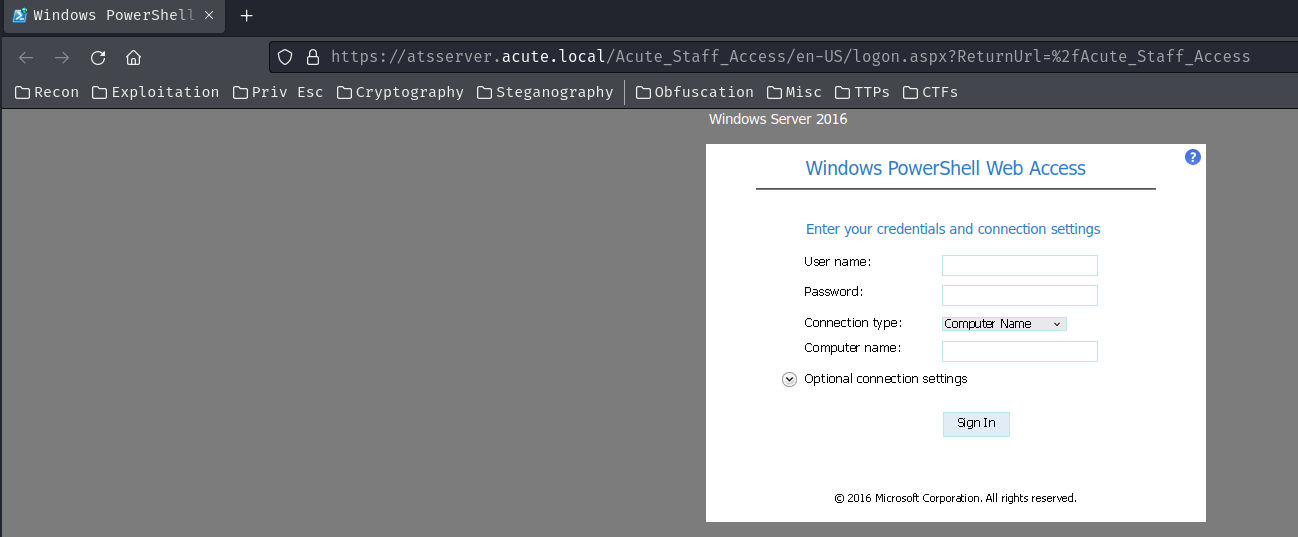 Windows PowerShell
https://atsserver.acute.local/Acute_Staff_Access/en-US/logon.aspx?ReturnUrl=%2fAcute_Staff_Access
Recon Exploitation Priv Esc Cryptography Steganography Obfuscation Misc TTPs CTFs
Windows Server 2016
?
Windows PowerShell Web Access
Enter your credentials and connection settings
User name:
Password:
Connection type: Computer Name
Computer name:
Optional connection settings
Sign In
© 2016 Microsoft Corporation. All rights reserved.